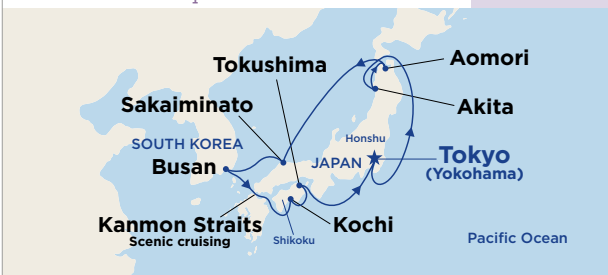 Aomori
Tokushima
Sakaiminato
Akita
Honshu
SOUTH KOREA
Busan
JAPAN
Tokyo
(Yokohama)
Kanmon Straits
Scenic cruising
Shikoku
Kochi
Pacific Ocean